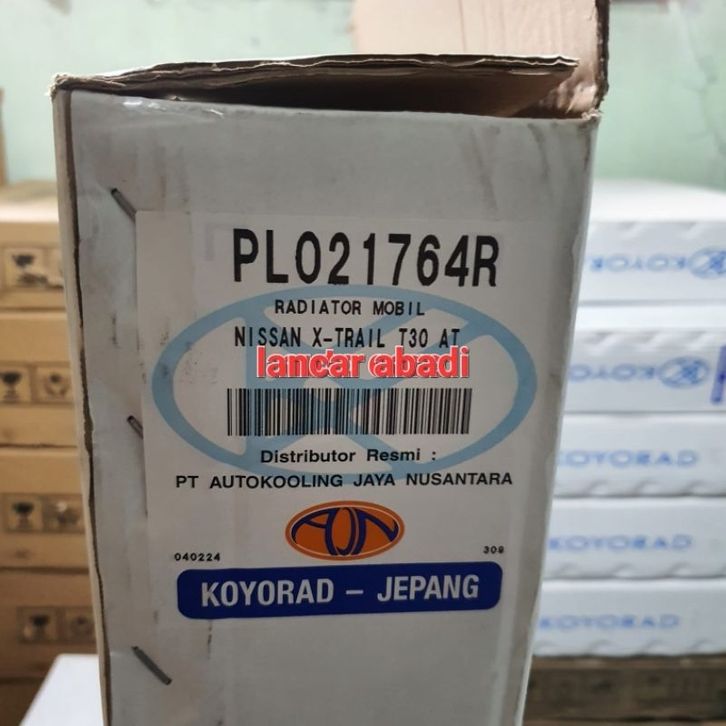 PL021764R
RADIATOR MOBIL
NISSAN X-TRAIL T30 AT
lancar abadi
Distributor Resmi :
PT AUTOKOOLING JAYA NUSANTARA
AJN
040224
308
KOYORAD – JEPANG
KOYORAD
KOYORAD
KOYORAD
KOYORAD